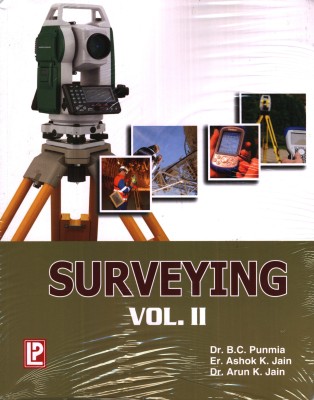 SURVEYING
VOL. II
Dr. B.C. Punmia
Er. Ashok K. Jain
Dr. Arun K. Jain
LP